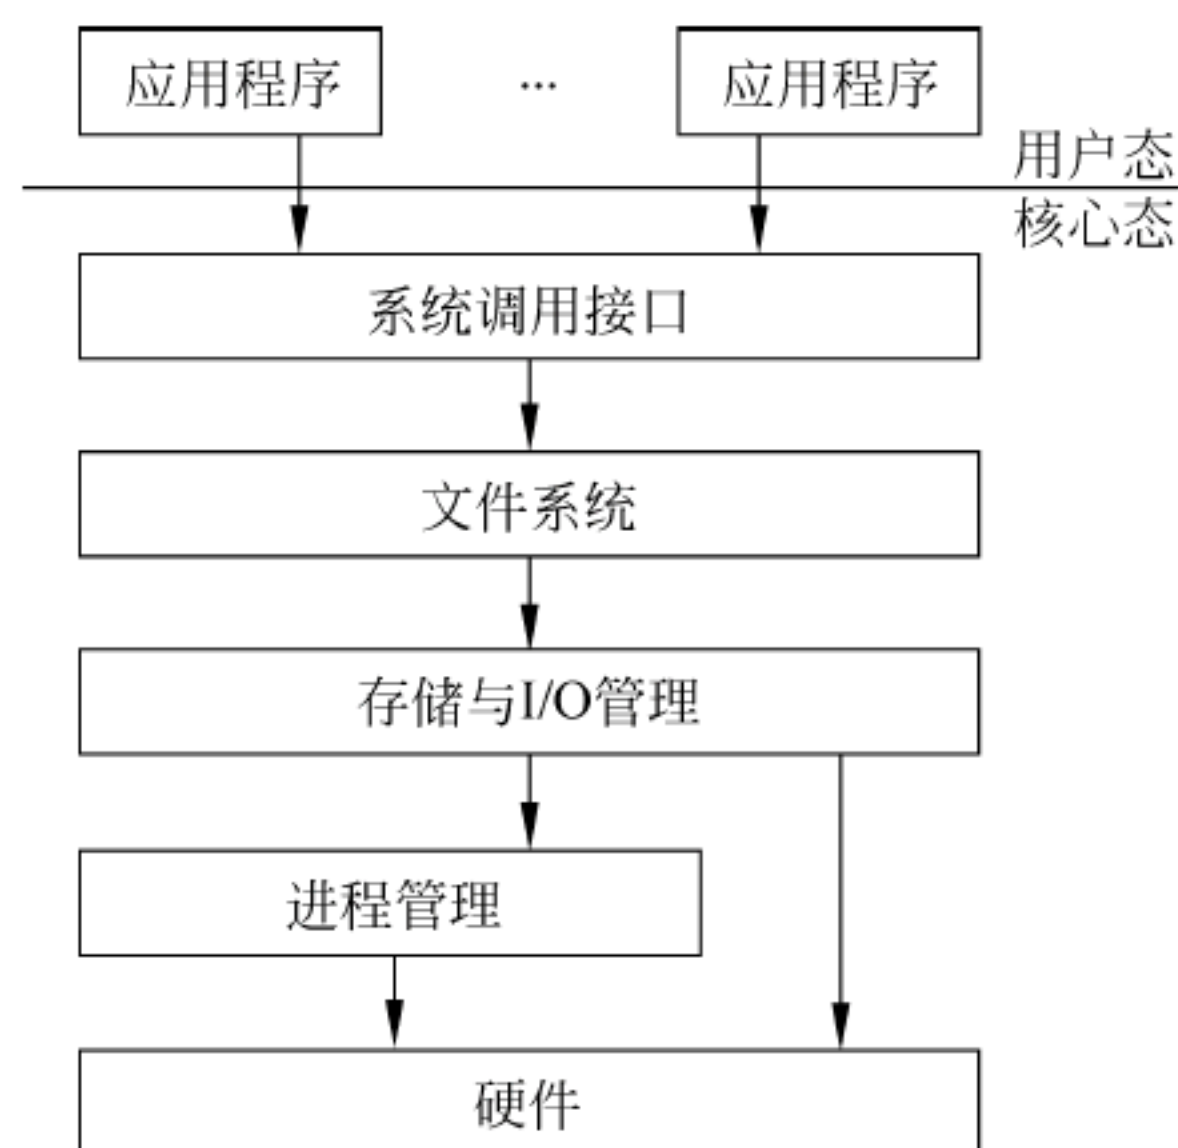 应用程序 ... 应用程序
用户态
核心态
系统调用接口
文件系统
存储与I/O管理
进程管理
硬件